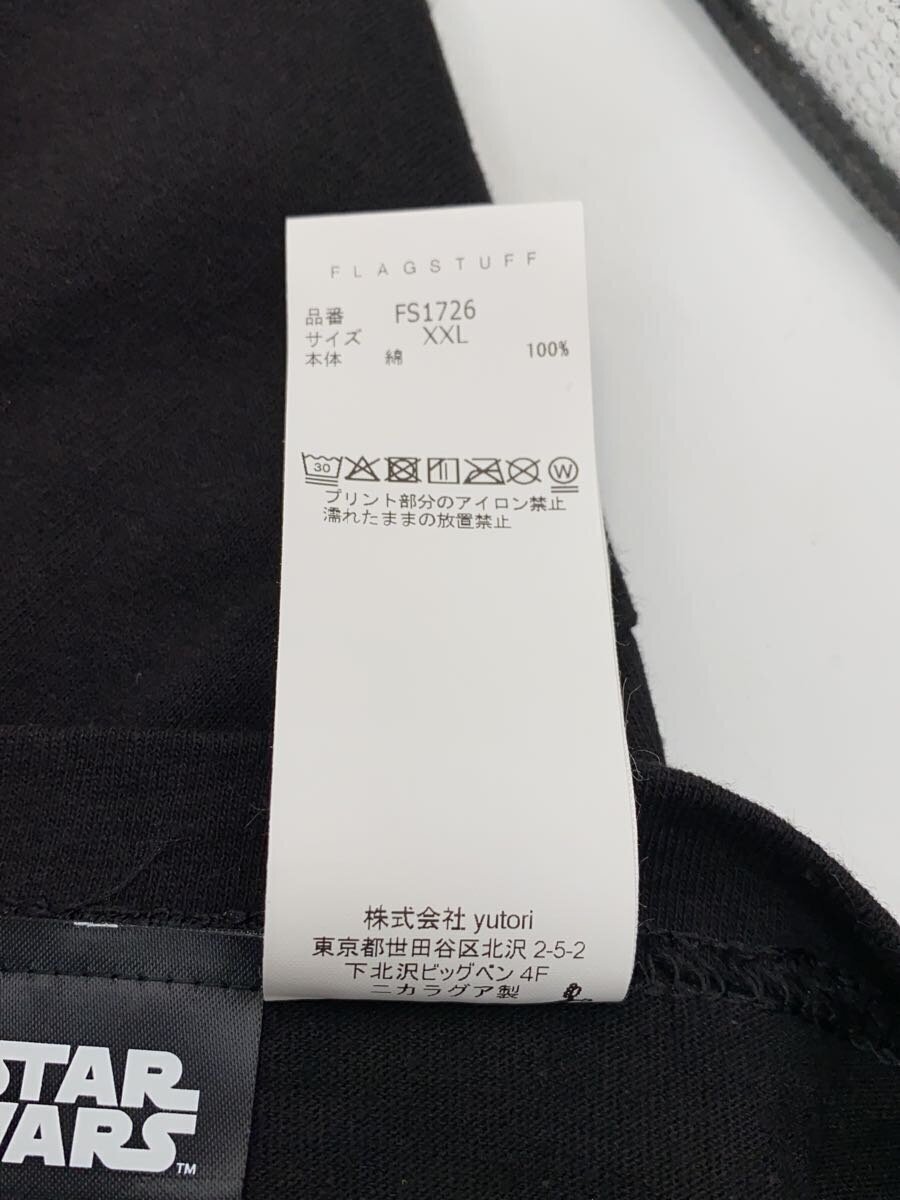 FLAGSTUFF
品番 FS1726
サイズ XXL
本体 綿 100%
30 W
プリント部分のアイロン禁止
濡れたままの放置禁止
株式会社 yutori
東京都世田谷区北沢 2-5-2
下北沢ビッグペン 4F
ニカラグア製
STAR
WARS
TM